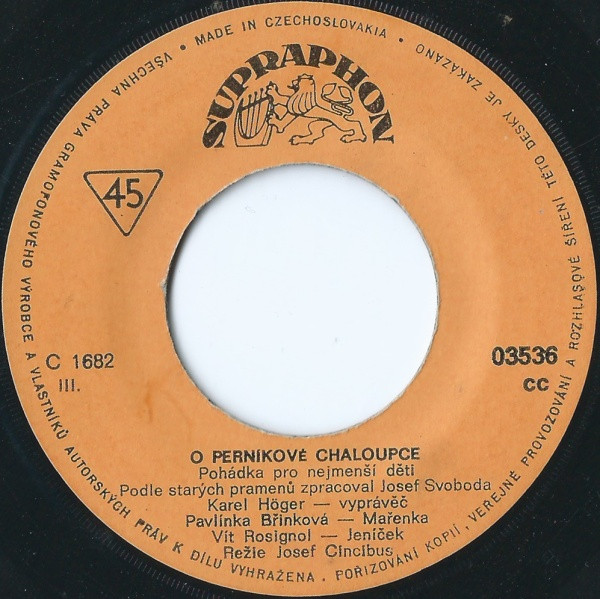 • MADE IN CZECHOSLOVAKIA •
SUPRAPHON
45
C 1682
III.
03536
CC
O PERNÍKOVÉ CHALOUPCE
Pohádka pro nejmenší děti
Podle starých pramenů zpracoval Josef Svoboda
Karel Höger — vyprávěč
Pavlínka Břinková — Mařenka
Vít Rosignol — Jeníček
Režie Josef Cincibus
VŠECHNA PRÁVA GRAMOFONOVÉHO VÝROBCE A VLASTNÍKŮ AUTORSKÝCH PRÁV K DÍLU VYHRAŽENA. POŘIZOVÁNÍ KOPIÍ, VEŘEJNÉ PROVOZOVÁNÍ A ROZHLASOVÉ ŠÍŘENÍ TÉTO DESKY JE ZAKÁZÁNO